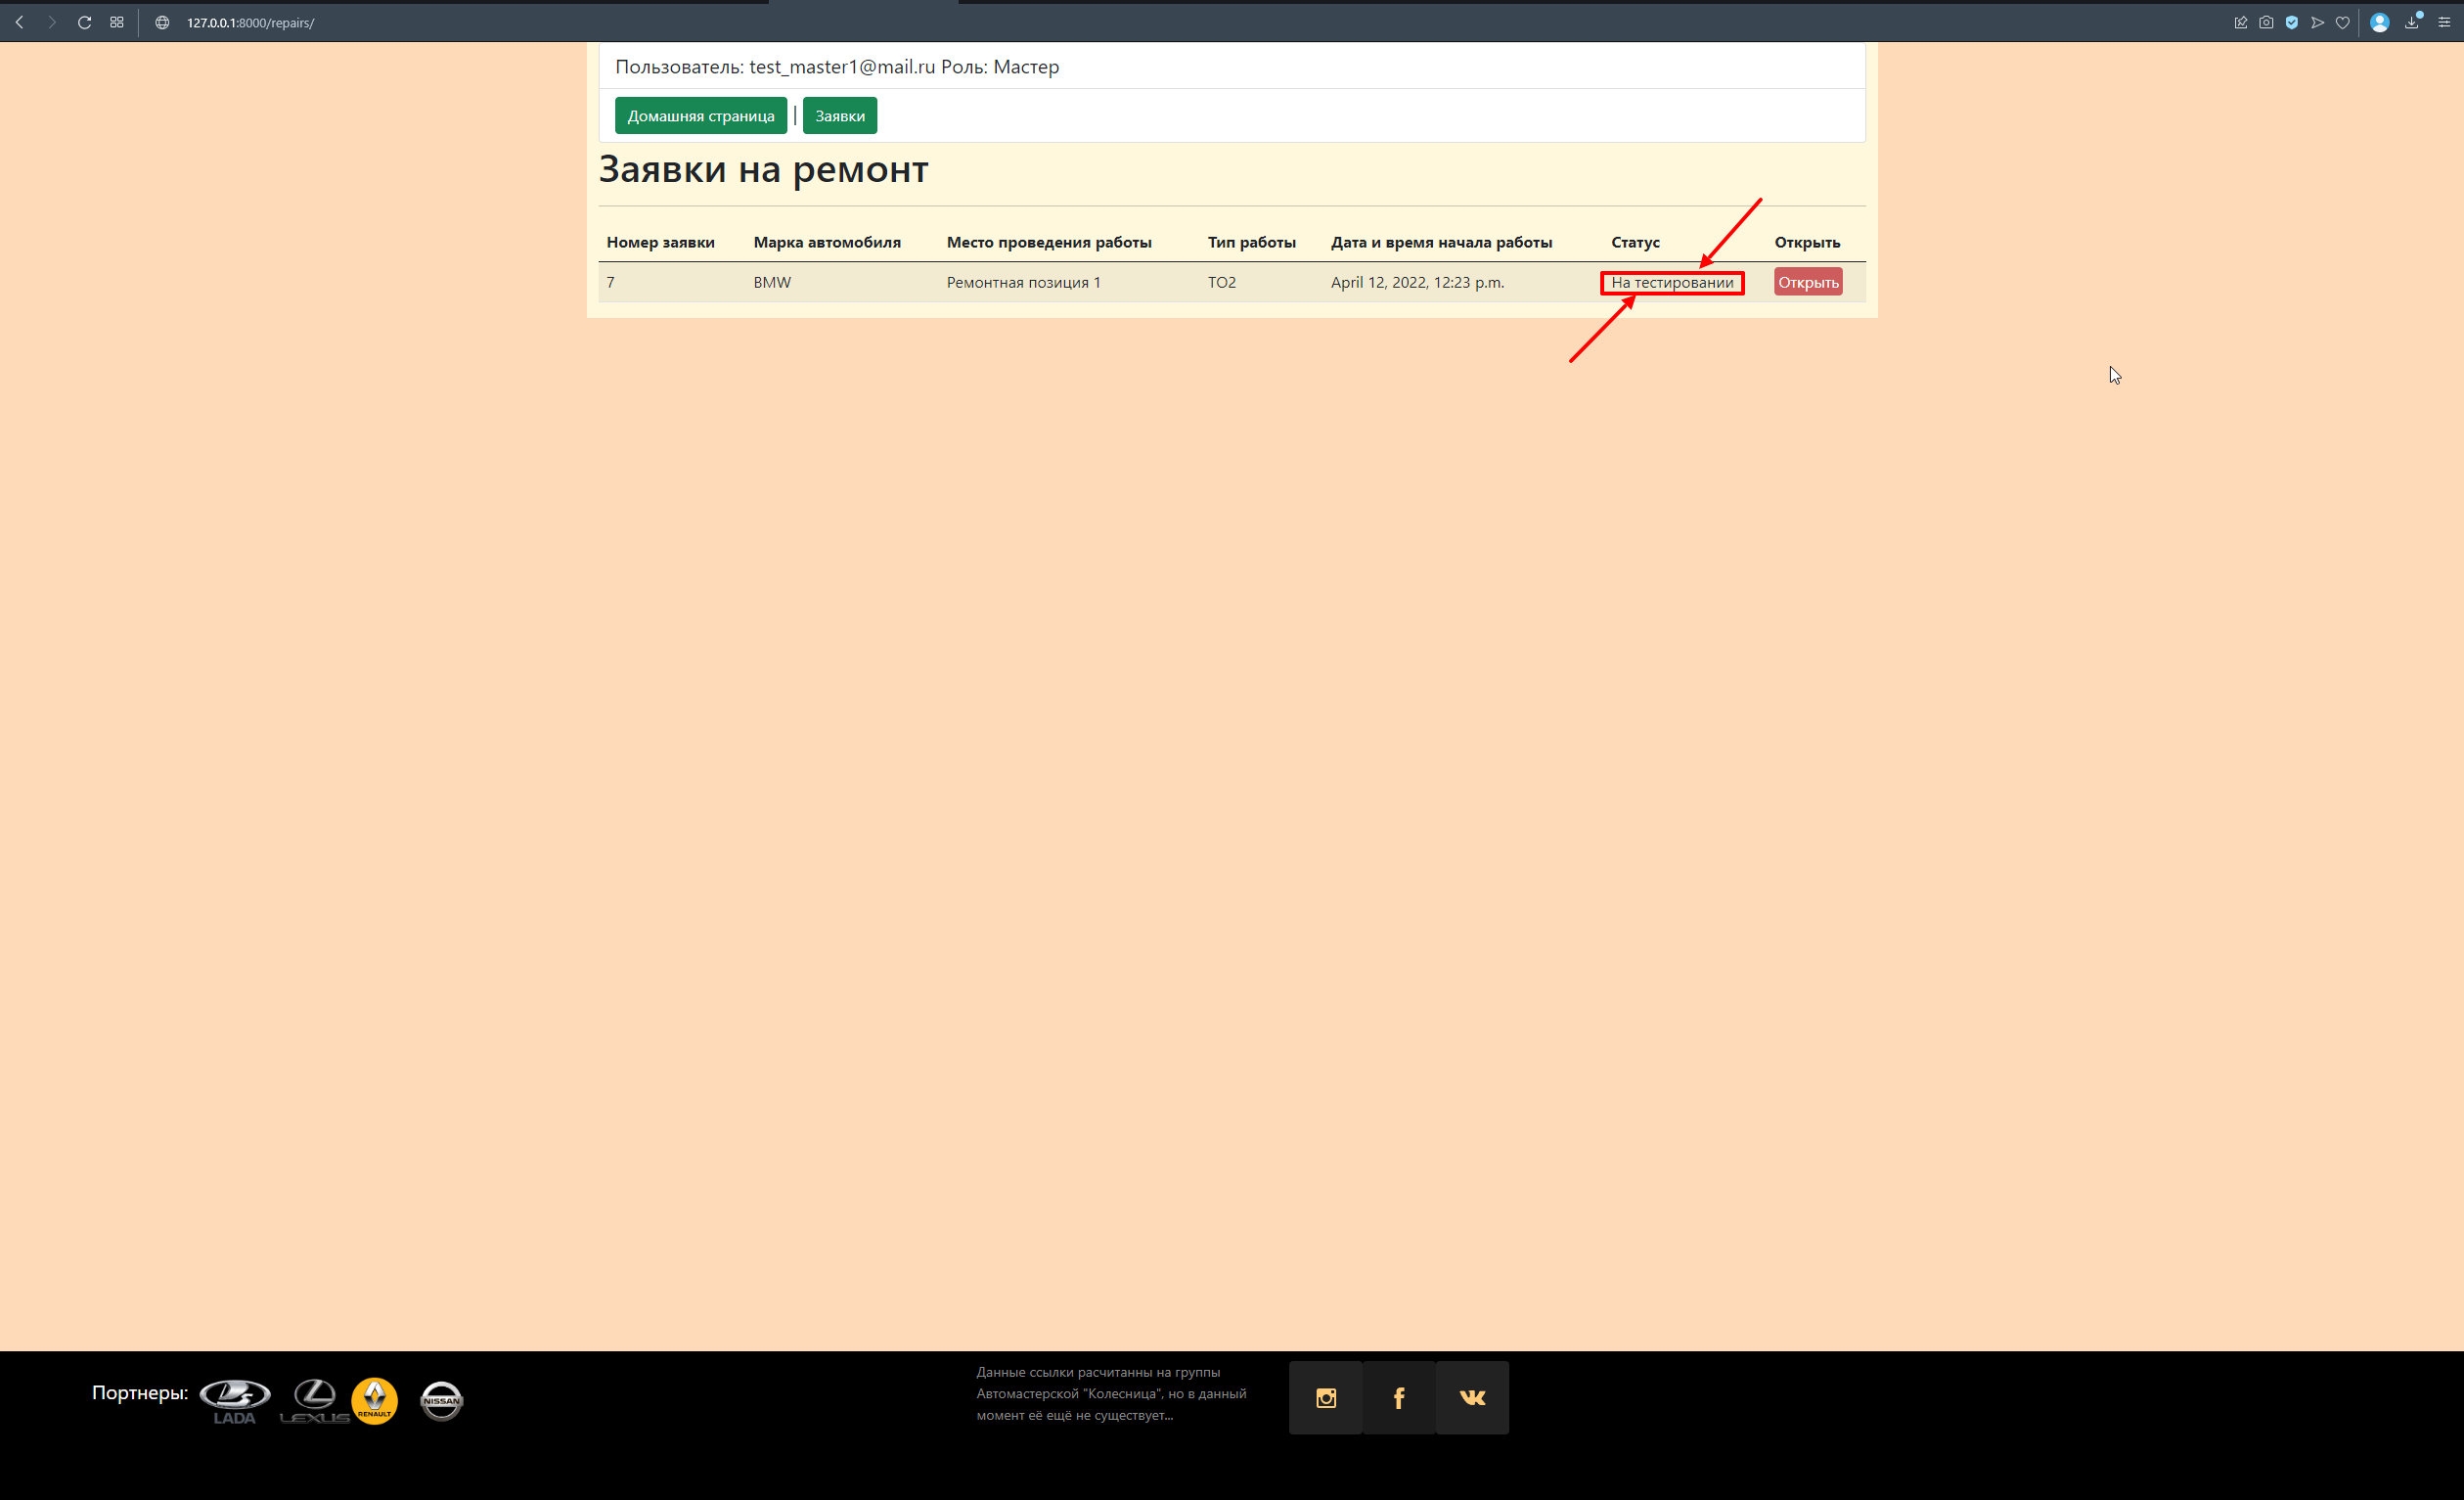 127.0.0.1:8000/repairs/
Пользователь: test_master1@mail.ru Роль: Мастер
Домашняя страница | Заявки
Заявки на ремонт
Номер заявки Марка автомобиля Место проведения работы Тип работы Дата и время начала работы Статус Открыть
7 BMW Ремонтная позиция 1 ТО2 April 12, 2022, 12:23 p.m. На тестировании Открыть
Партнеры:
LADA
LEXUS
RENAULT
NISSAN
Данные ссылки расчитанны на группы
Автомастерской "Колесница", но в данный
момент её ещё не существует...